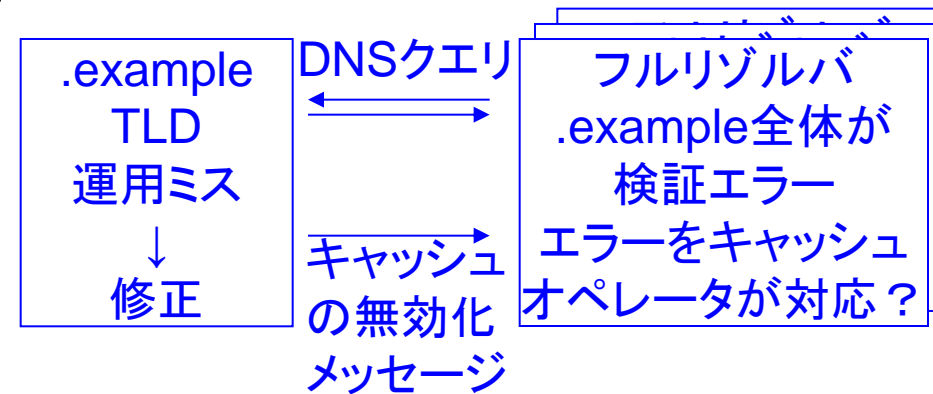 .example
TLD
運用ミス
↓
修正
DNSクエリ
キャッシュ
の無効化
メッセージ
フルリゾルバ
.example全体が
検証エラー
エラーをキャッシュ
オペレータが対応？